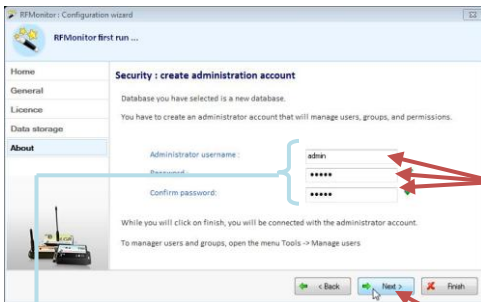 RFMonitor : Configuration wizard
RFMonitor first run ...
Home
General
Licence
Data storage
About
Security : create administration account
Database you have selected is a new database.
You have to create an administrator account that will manage users, groups, and permissions.
Administrator username : admin
Password : •••••
Confirm password: •••••
While you will click on finish, you will be connected with the administrator account.
To manager users and groups, open the menu Tools -> Manage users
< Back Next > Finish